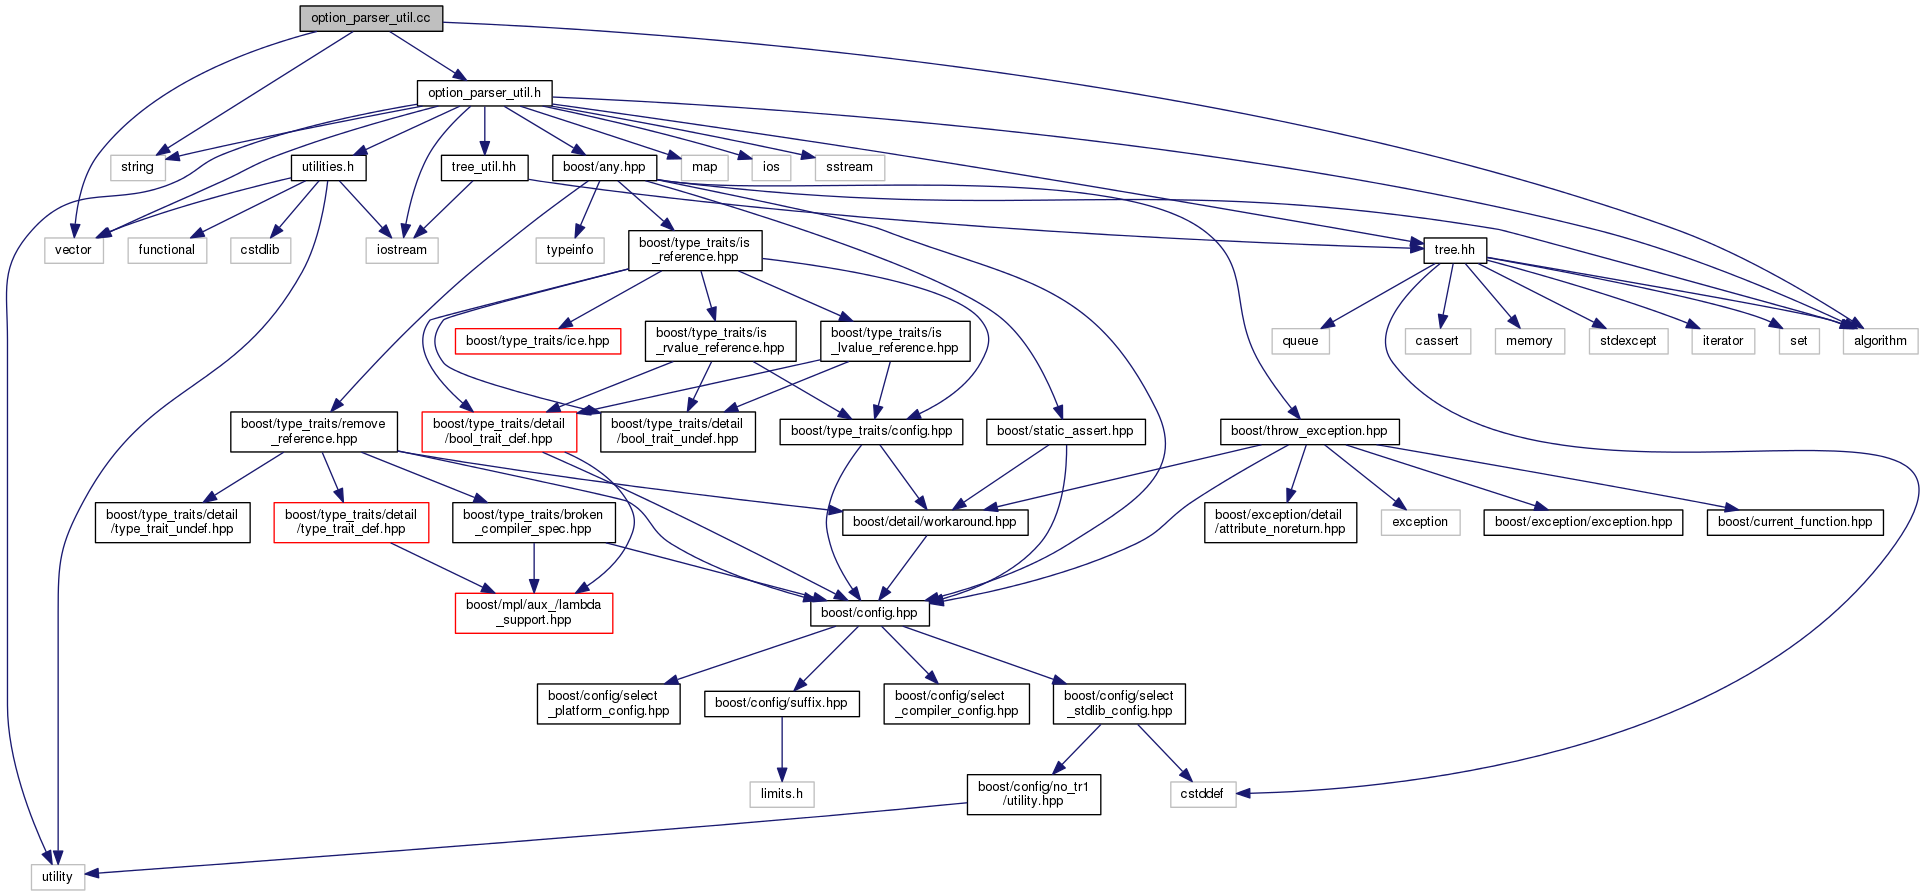 option_parser_util.cc
option_parser_util.h
string
utilities.h
tree_util.hh
boost/any.hpp
map
ios
sstream
vector
functional
cstdlib
iostream
typeinfo
boost/type_traits/is
_reference.hpp
tree.hh
boost/type_traits/ice.hpp
boost/type_traits/is
_rvalue_reference.hpp
boost/type_traits/is
_lvalue_reference.hpp
queue
cassert
memory
stdexcept
iterator
set
algorithm
boost/type_traits/remove
_reference.hpp
boost/type_traits/detail
/bool_trait_def.hpp
boost/type_traits/detail
/bool_trait_undef.hpp
boost/type_traits/config.hpp
boost/static_assert.hpp
boost/throw_exception.hpp
boost/type_traits/detail
/type_trait_undef.hpp
boost/type_traits/detail
/type_trait_def.hpp
boost/type_traits/broken
_compiler_spec.hpp
boost/detail/workaround.hpp
boost/exception/detail
/attribute_noreturn.hpp
exception
boost/exception/exception.hpp
boost/current_function.hpp
boost/mpl/aux_/lambda
_support.hpp
boost/config.hpp
boost/config/select
_platform_config.hpp
boost/config/suffix.hpp
boost/config/select
_compiler_config.hpp
boost/config/select
_stdlib_config.hpp
limits.h
boost/config/no_tr1
/utility.hpp
cstddef
utility